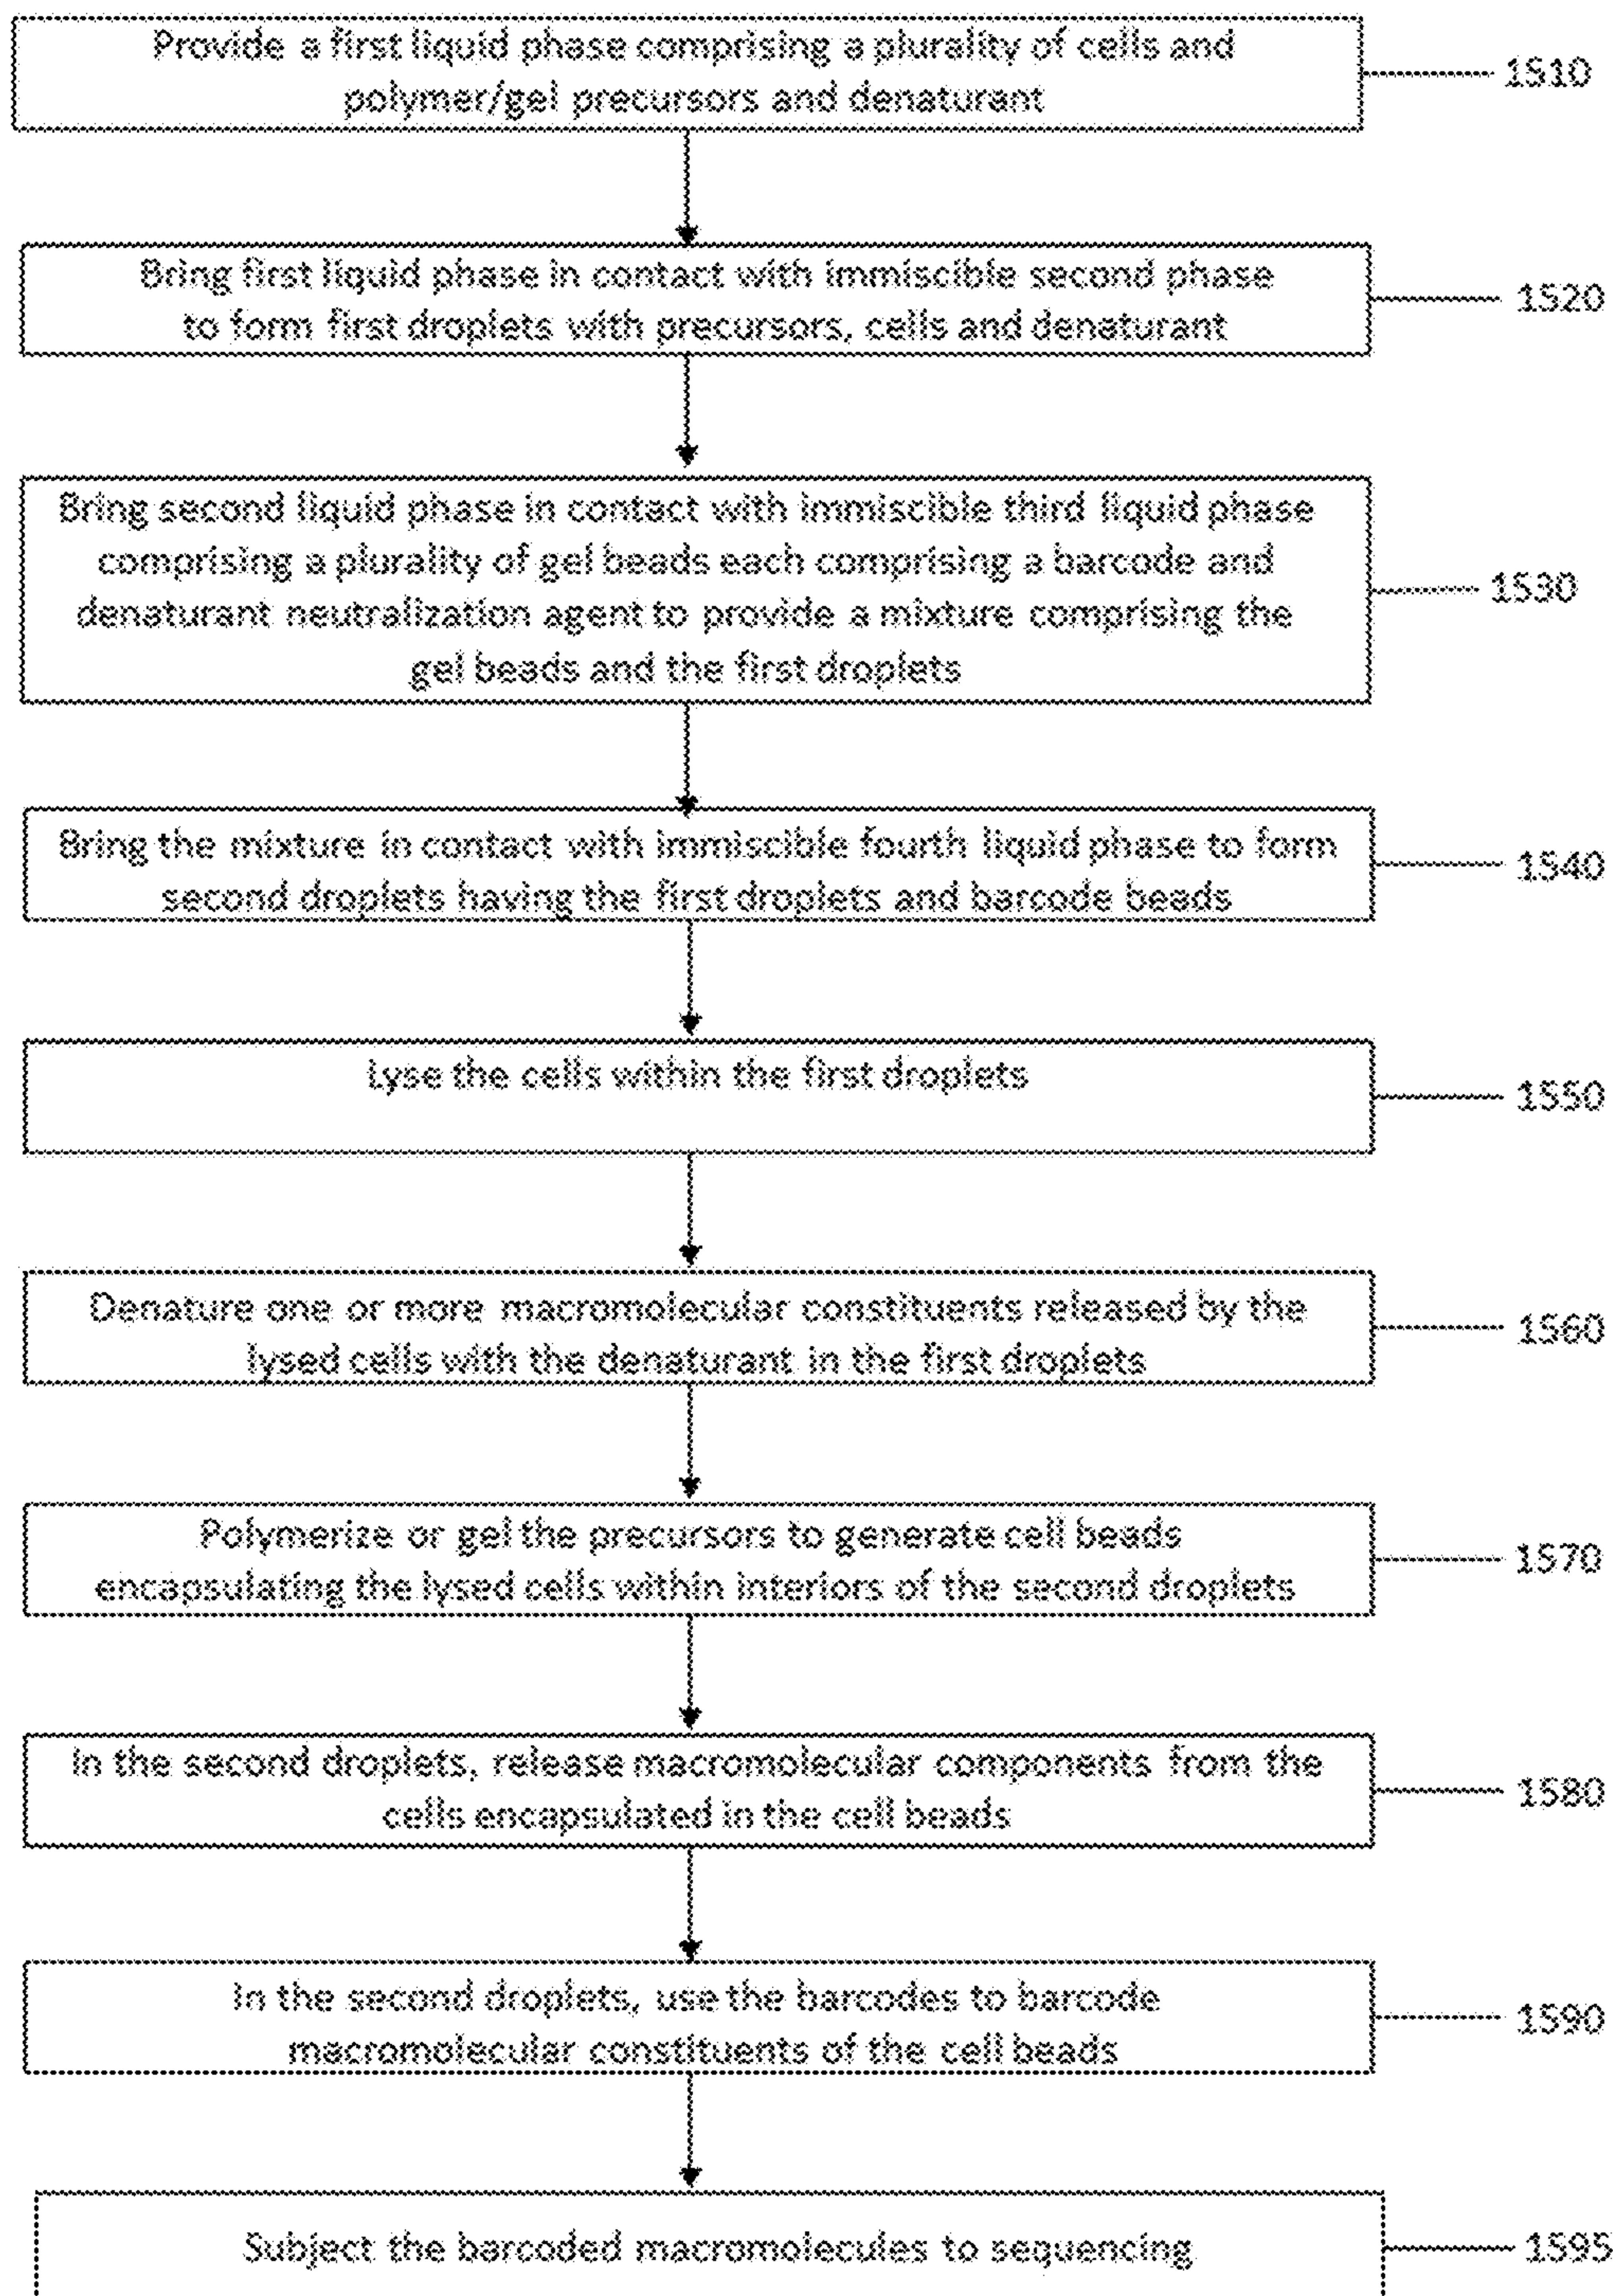 Provide a first liquid phase comprising a plurality of cells and
polymer/gel precursors and denaturant
1510
Bring first liquid phase in contact with immiscible second phase
to form first droplets with precursors, cells and denaturant
1520
Bring second liquid phase in contact with immiscible third liquid phase
comprising a plurality of gel beads each comprising a barcode and
denaturant neutralization agent to provide a mixture comprising the
gel beads and the first droplets
1530
Bring the mixture in contact with immiscible fourth liquid phase to form
second droplets having the first droplets and barcode beads
1540
Lyse the cells within the first droplets
1550
Denature one or more macromolecular constituents released by the
lysed cells with the denaturant in the first droplets
1560
Polymerize or gel the precursors to generate cell beads
encapsulating the lysed cells within interiors of the second droplets
1570
In the second droplets, release macromolecular components from the
cells encapsulated in the cell beads
1580
In the second droplets, use the barcodes to barcode
macromolecular constituents of the cell beads
1590
Subject the barcoded macromolecules to sequencing
1595